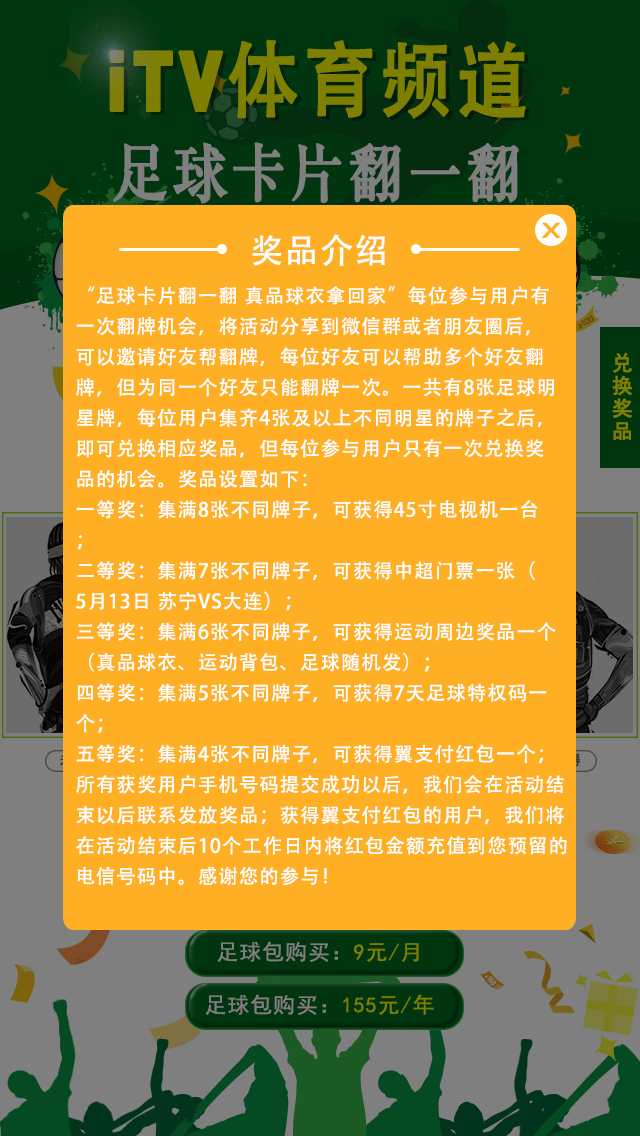 iTV体育频道
足球卡片翻一翻
奖品介绍
“足球卡片翻一翻 真品球衣拿回家”每位参与用户有
一次翻牌机会，将活动分享到微信群或者朋友圈后，
可以邀请好友帮翻牌，每位好友可以帮助多个好友翻
牌，但为同一个好友只能翻牌一次。一共有8张足球明
星牌，每位用户集齐4张及以上不同明星的牌子之后，
即可兑换相应奖品，但每位参与用户只有一次兑换奖
品的机会。奖品设置如下：
一等奖：集满8张不同牌子，可获得45寸电视机一台
；
二等奖：集满7张不同牌子，可获得中超门票一张（
5月13日 苏宁VS大连）；
三等奖：集满6张不同牌子，可获得运动周边奖品一个
（真品球衣、运动背包、足球随机发）；
四等奖：集满5张不同牌子，可获得7天足球特权码一
个；
五等奖：集满4张不同牌子，可获得翼支付红包一个；
所有获奖用户手机号码提交成功以后，我们会在活动结
束以后联系发放奖品；获得翼支付红包的用户，我们将
在活动结束后10个工作日内将红包金额充值到您预留的
电信号码中。感谢您的参与！
兑换奖品
足球包购买：9元/月
足球包购买：155元/年